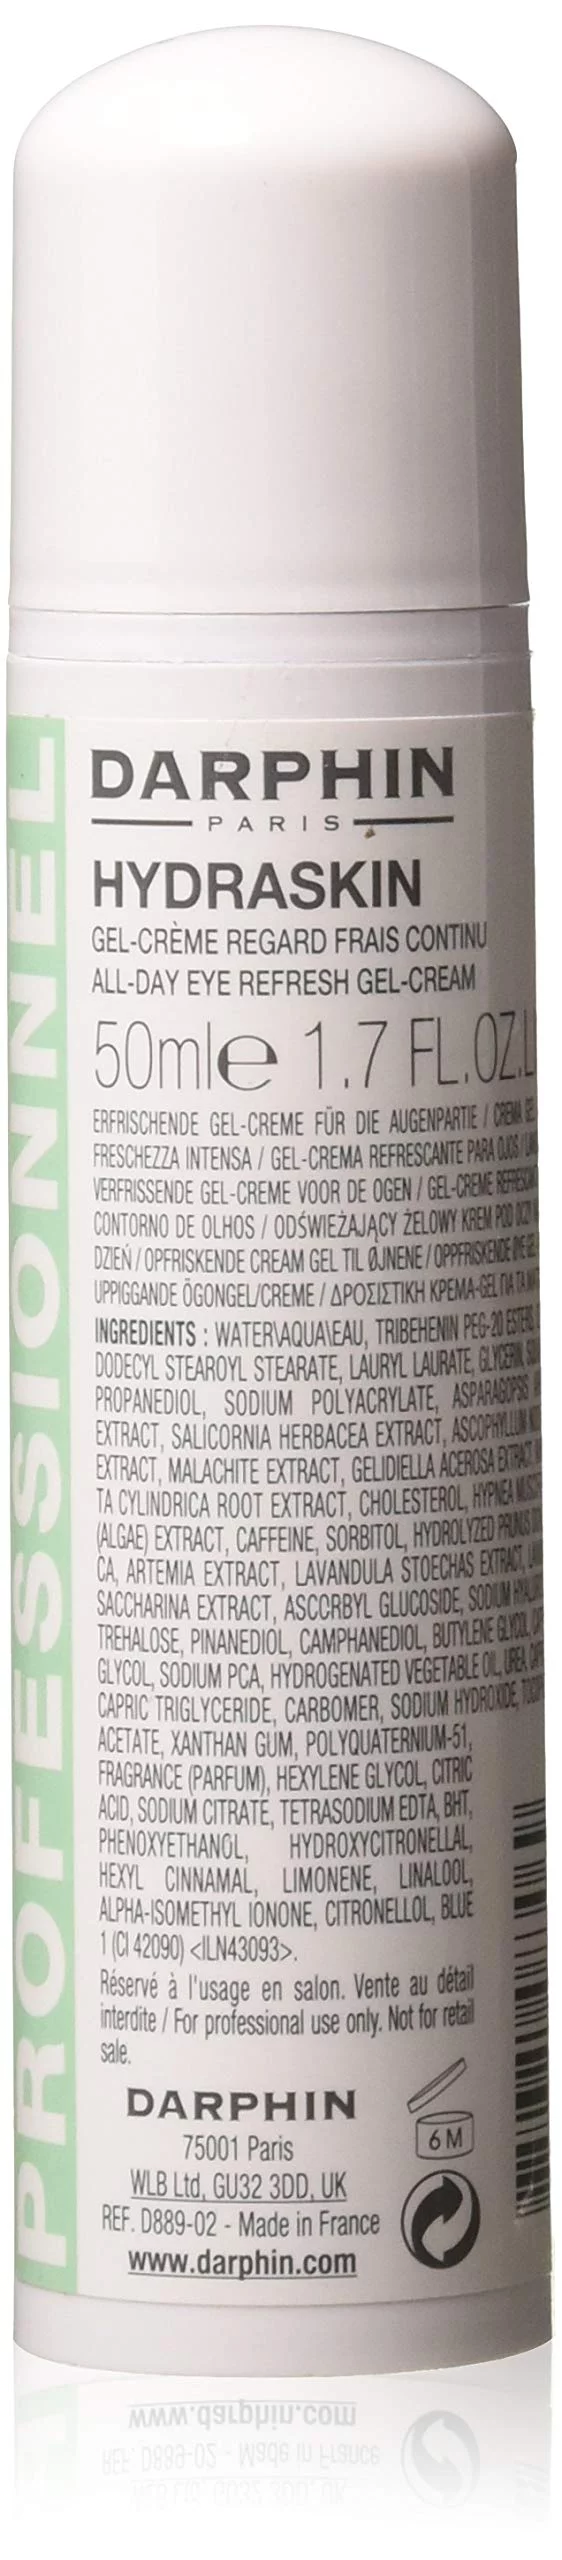 PROFESSIONNEL
DARPHIN
PARIS
HYDRASKIN
GEL-CRÈME REGARD FRAIS CONTINU
ALL-DAY EYE REFRESH GEL-CREAM
50ml e 1.7 FL.OZ.
ERFRISCHENDE GEL-CREME FÜR DIE AUGENPARTIE / CREMA
FRESCHEZZA INTENSA / GEL-CREMA REFRESCANTE PARA OJOS /
VERFRISSENDE GEL-CREME VOOR DE OGEN / GEL-CREME
CONTORNO DE OLHOS / ODŚWIEŻAJĄCY ŻELOWY KREM POD OCZY
DZIEŃ / OPFRISKENDE CREAM GEL TIL ØJNENE / OPPFRISKENDE ØYE
UPPIGGANDE ÖGONGEL/CREME / ΔΡΟΣΙΣΤΙΚΗ ΚΡΕΜΑ-GEL ΓΙΑ ΤΑ
INGREDIENTS : WATER\AQUA\EAU, TRIBEHENIN PEG-20 ESTERS,
DODECYL STEAROYL STEARATE, LAURYL LAURATE, GLYCERIN,
PROPANEDIOL, SODIUM POLYACRYLATE, ASPARAGOPSIS
EXTRACT, SALICORNIA HERBACEA EXTRACT, ASCOPHYLLUM
EXTRACT, MALACHITE EXTRACT, GELIDIELLA ACEROSA EXTRACT,
TA CYLINDRICA ROOT EXTRACT, CHOLESTEROL, HYPNEA
(ALGAE) EXTRACT, CAFFEINE, SORBITOL, HYDROLYZED PRUNUS
CA, ARTEMIA EXTRACT, LAVANDULA STOECHAS EXTRACT,
SACCHARINA EXTRACT, ASCCRBYL GLUCOSIDE, SODIUM
TREHALOSE, PINANEDIOL, CAMPHANEDIOL, BUTYLENE GLYCOL,
GLYCOL, SODIUM PCA, HYDROGENATED VEGETABLE OIL, UREA,
CAPRIC TRIGLYCERIDE, CARBOMER, SODIUM HYDROXIDE,
ACETATE, XANTHAN GUM, POLYQUATERNIUM-51,
FRAGRANCE (PARFUM), HEXYLENE GLYCOL, CITRIC
ACID, SODIUM CITRATE, TETRASODIUM EDTA, BHT,
PHENOXYETHANOL, HYDROXYCITRONELLAL,
HEXYL CINNAMAL, LIMONENE, LINALOOL,
ALPHA-ISOMETHYL IONONE, CITRONELLOL, BLUE
1 (CI 42090) <ILN43093>.
Réservé à l'usage en salon. Vente au détail
interdite / For professional use only. Not for retail
sale.
DARPHIN
75001 Paris
WLB Ltd, GU32 3DD, UK
REF. D889-02 - Made in France
www.darphin.com
6 M